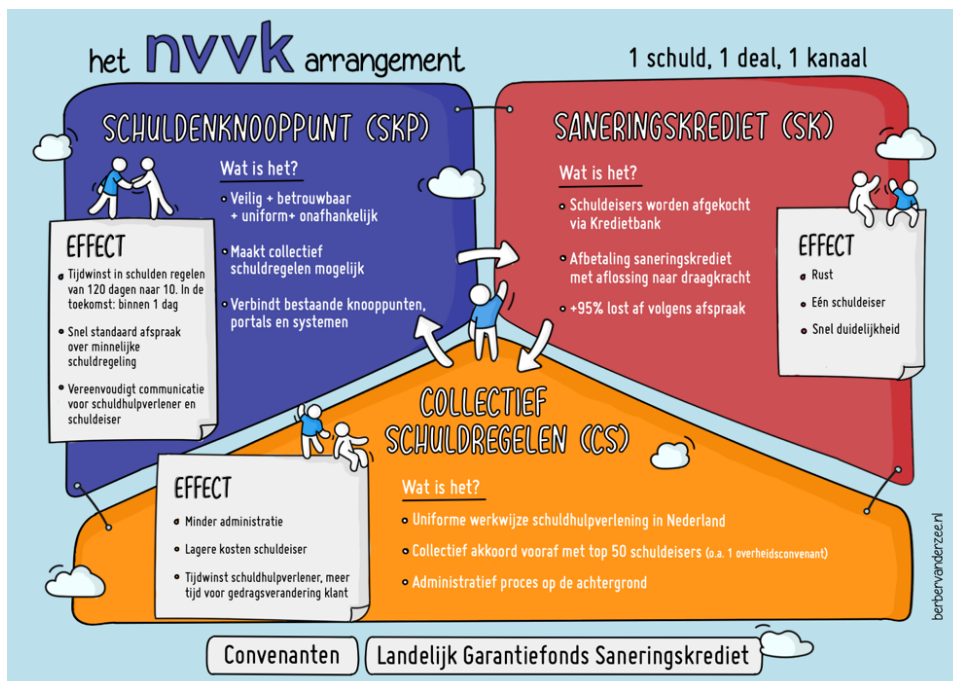 het nvvk arrangement
1 schuld, 1 deal, 1 kanaal
SCHULDENKNOOPPUNT (SKP)
Wat is het?
Veilig + betrouwbaar
+ uniform+ onafhankelijk
Maakt collectief
schuldregelen mogelijk
Verbindt bestaande knooppunten,
portals en systemen
EFFECT
Tijdwinst in schulden regelen
van 120 dagen naar 10. In de
toekomst: binnen 1 dag
Snel standaard afspraak
over minnelijke
schuldregeling
Vereenvoudigt communicatie
voor schuldhulpverlener en
schuldeiser
SANERINGSKREDIET (SK)
Wat is het?
Schuldeisers worden afgekocht
via Kredietbank
Afbetaling saneringskrediet
met aflossing naar draagkracht
+95% lost af volgens afspraak
EFFECT
Rust
Eén schuldeiser
Snel duidelijkheid
COLLECTIEF
SCHULDREGELEN (CS)
Wat is het?
Uniforme werkwijze schuldhulpverlening in Nederland
Collectief akkoord vooraf met top 50 schuldeisers (o.a. 1 overheidsconvenant)
Administratief proces op de achtergrond
EFFECT
Minder administratie
Lagere kosten schuldeiser
Tijdwinst schuldhulpverlener, meer
tijd voor gedragsverandering klant
Convenanten
Landelijk Garantiefonds Saneringskrediet
berbervanderzee.nl